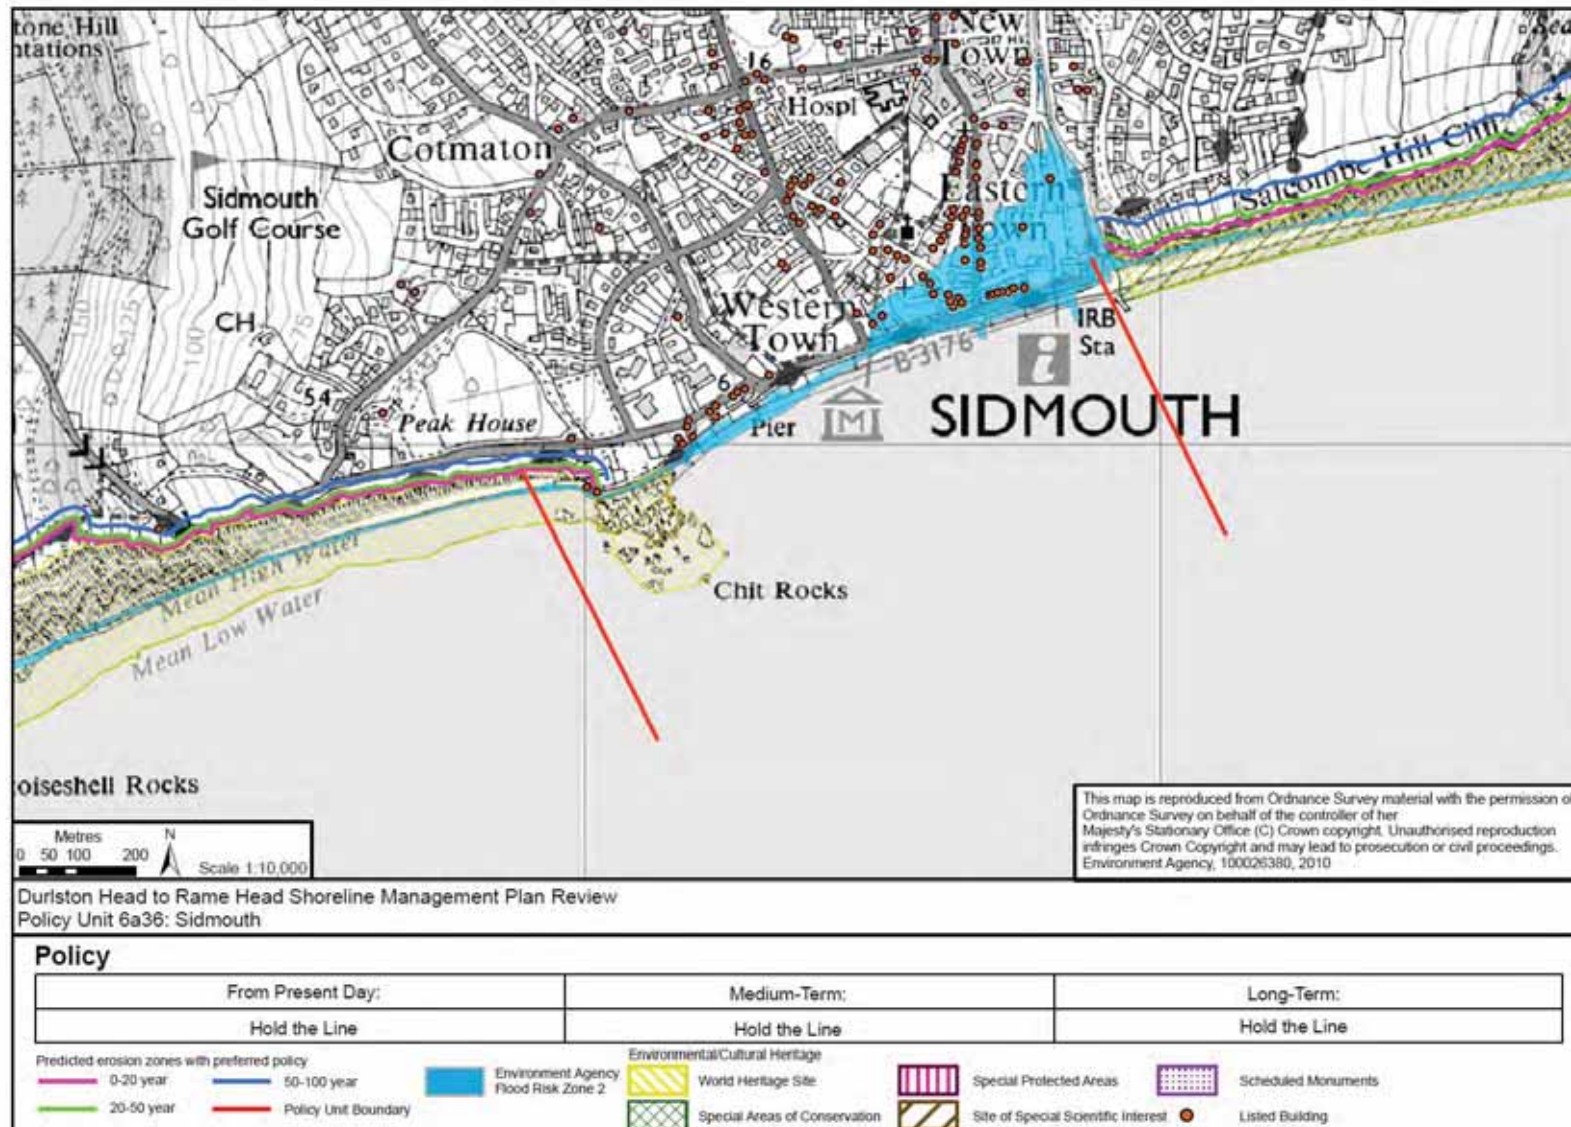 tone Hill
ntations
New
Town
Sea
16
Hospl
Cotmaton
Salcombe Hill Cliff
Sidmouth
Golf Course
Eastern
Town
150
125
100
75
CH
Western
Town
IRB
Sta
B 3176
i
54
6
M
SIDMOUTH
Peak House
Pier
Mean High Water
Chit Rocks
Mean Low Water
oiseshell Rocks
Metres
N
0 50 100 200
Scale 1:10,000
This map is reproduced from Ordnance Survey material with the permission of
Ordnance Survey on behalf of the controller of her
Majesty's Stationary Office (C) Crown copyright. Unauthorised reproduction
infringes Crown Copyright and may lead to prosecution or civil proceedings.
Environment Agency, 100026380, 2010
Durlston Head to Rame Head Shoreline Management Plan Review
Policy Unit 6a36: Sidmouth
Policy
From Present Day: Medium-Term: Long-Term:
Hold the Line Hold the Line Hold the Line
Predicted erosion zones with preferred policy
0-20 year
50-100 year
20-50 year
Policy Unit Boundary
Environment Agency
Flood Risk Zone 2
Environmental/Cultural Heritage
World Heritage Site
Special Protected Areas
Scheduled Monuments
Special Areas of Conservation
Site of Special Scientific Interest
Listed Building